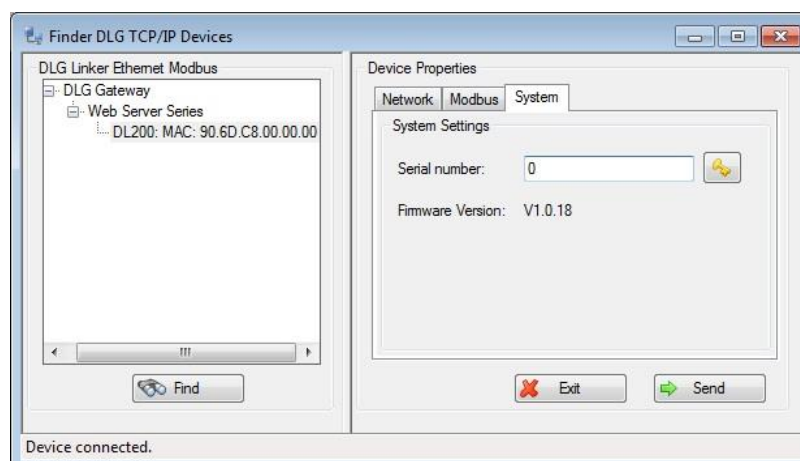 Finder DLG TCP/IP Devices
DLG Linker Ethernet Modbus
DLG Gateway
Web Server Series
DL200: MAC: 90.6D.C8.00.00.00
Find
Device Properties
Network Modbus System
System Settings
Serial number: 0
Firmware Version: V1.0.18
Exit Send
Device connected.